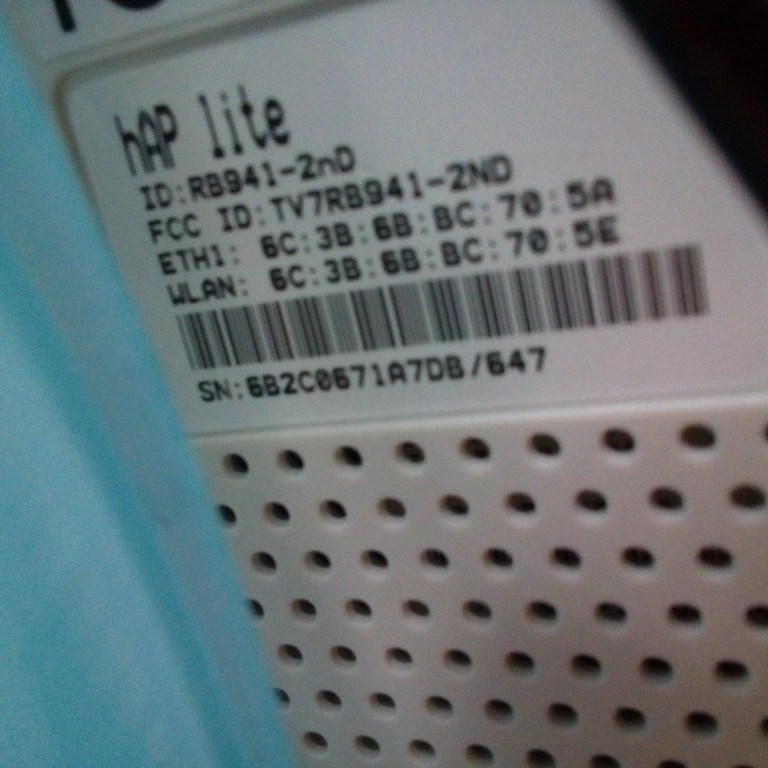 hAP lite
ID:RB941-2nD
FCC ID:TV7RB941-2ND
ETH1: 6C:3B:6B:BC:70:5A
WLAN: 6C:3B:6B:BC:70:5E
SN:6B2C0671A7DB/647